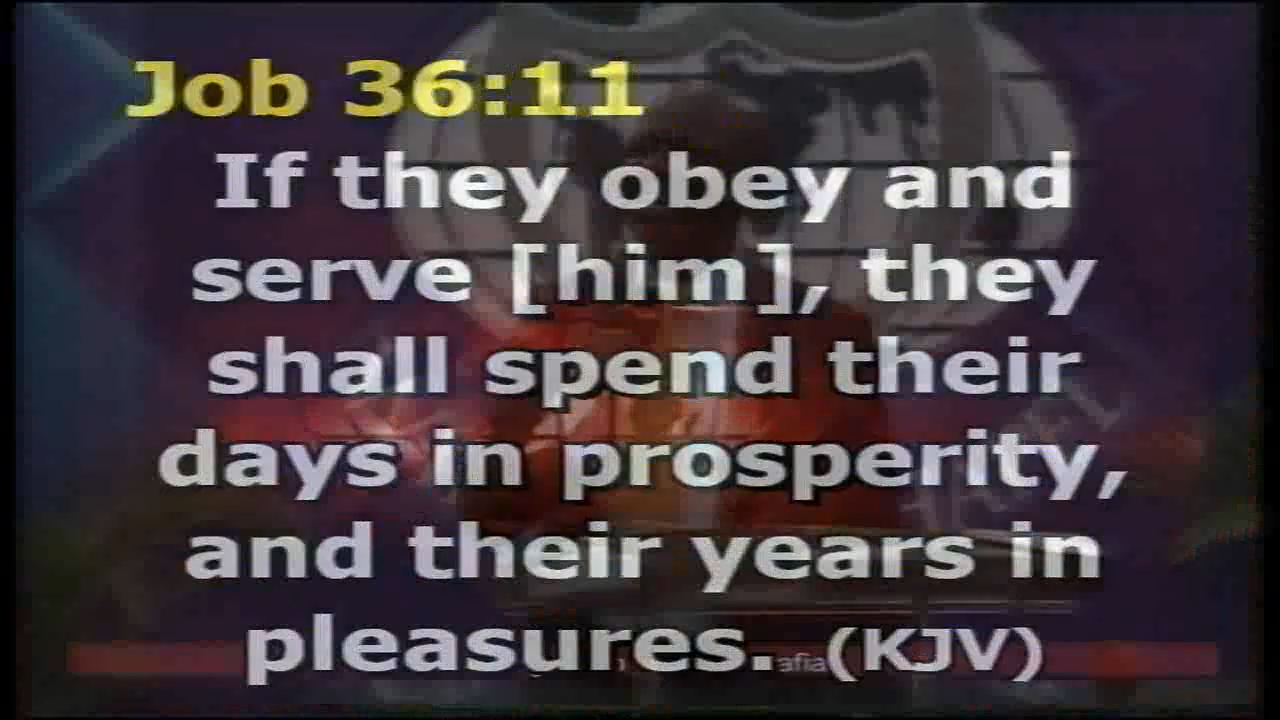 Job 36:11
If they obey and
serve [him], they
shall spend their
days in prosperity,
and their years in
pleasures. (KJV)
afia